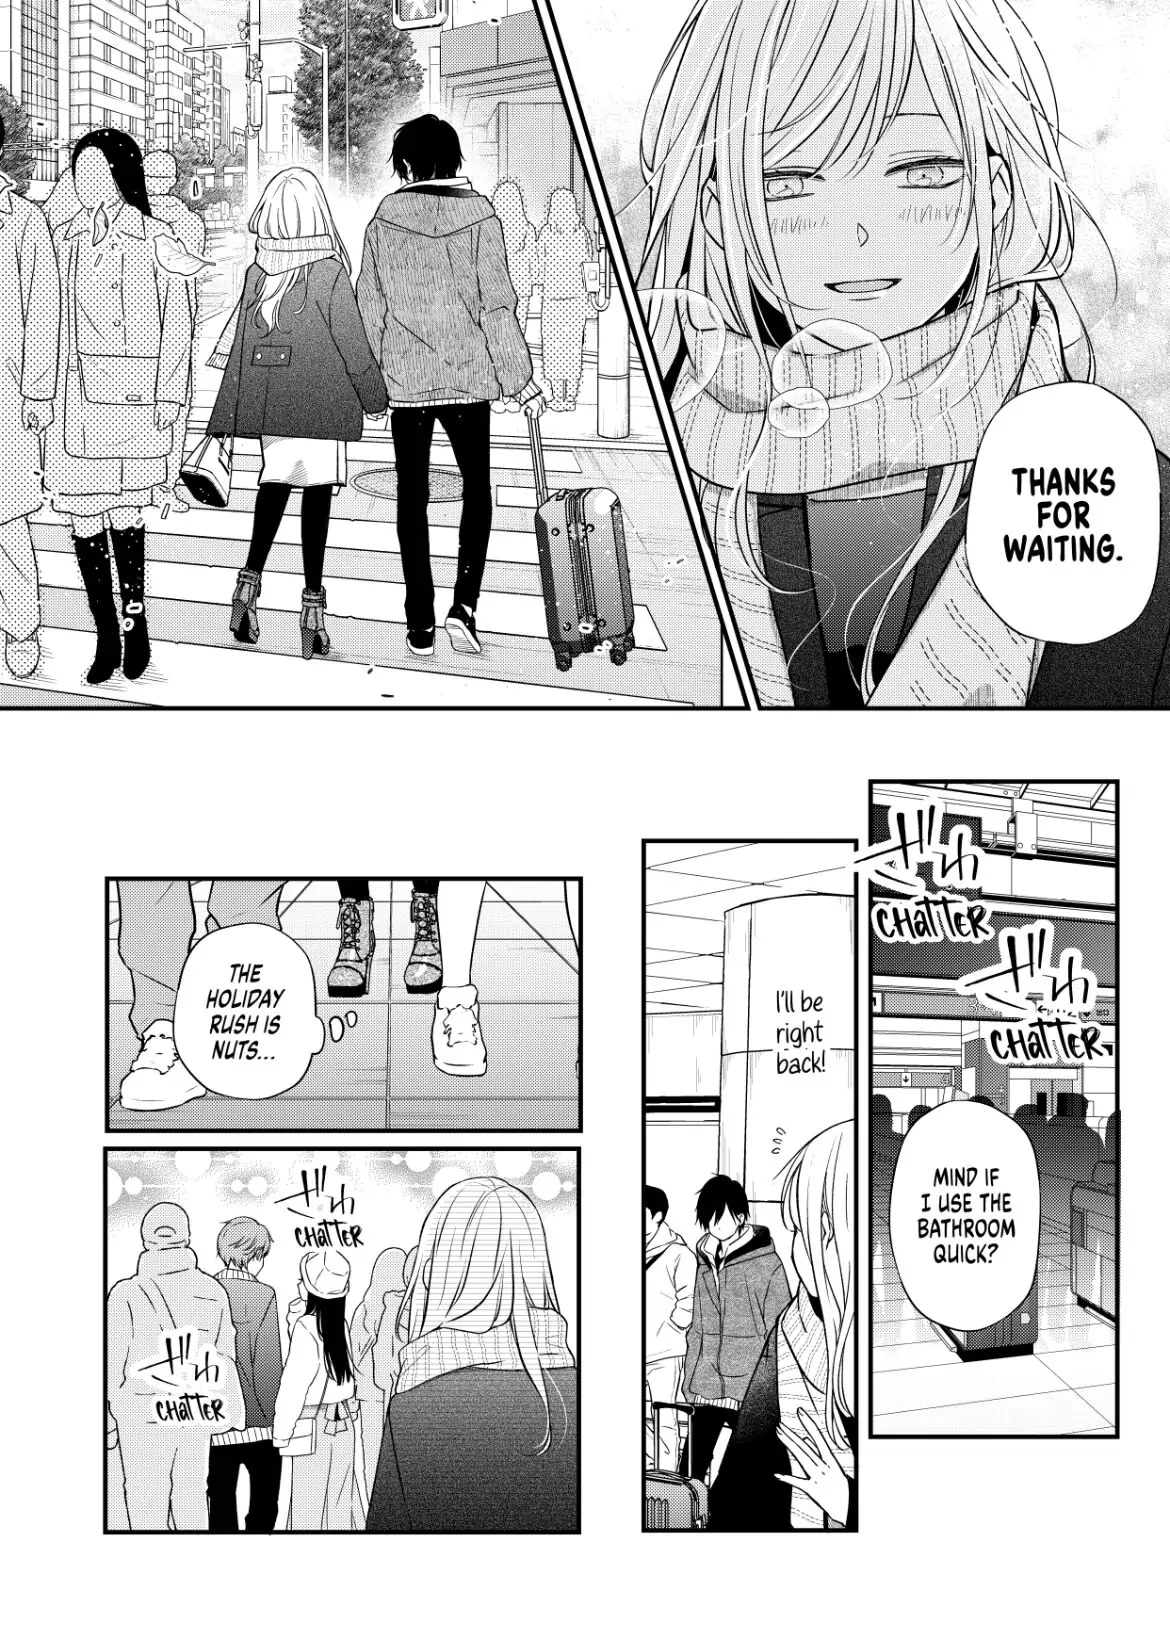 THANKS
FOR
WAITING.
ザわ
CHATTER
ザわ
CHATTER
MIND IF
I USE THE
BATHROOM
QUICK?
I'll be
right
back!
THE
HOLIDAY
RUSH IS
NUTS...
ザわ
CHATTER
ザわ
CHATTER